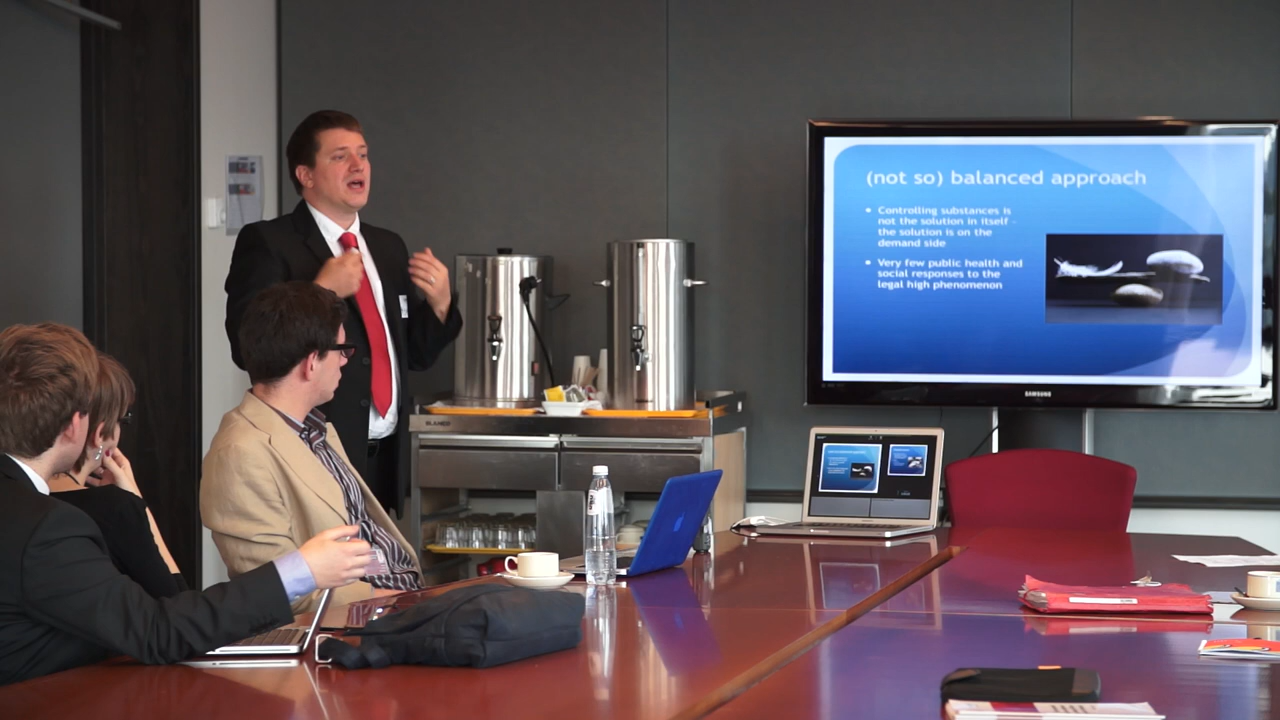 (not so) balanced approach
• Controlling substances is
not the solution in itself –
the solution is on the
demand side
• Very few public health and
social responses to the
legal high phenomenon
SAMSUNG
BLANCO